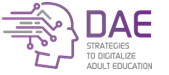 DAE
STRATEGIES
TO DIGITALIZE
ADULT EDUCATION